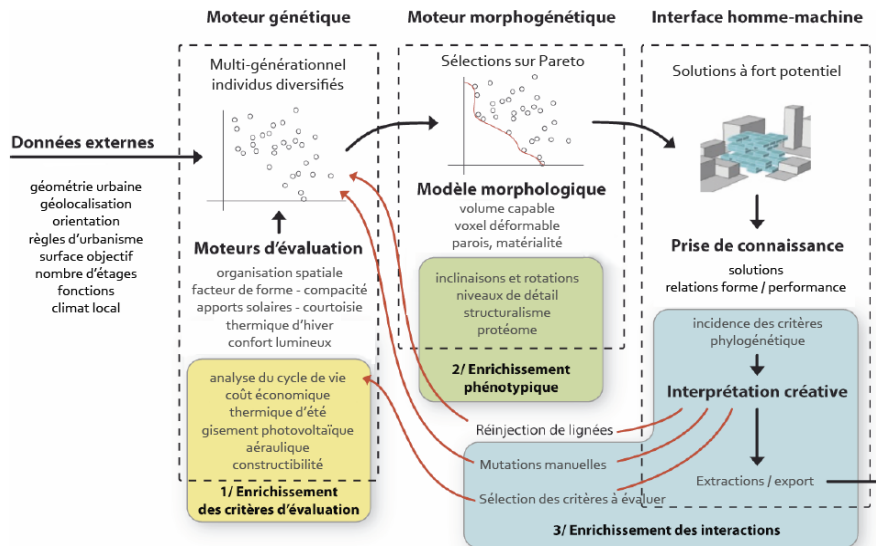 Moteur génétique
Moteur morphogénétique
Interface homme-machine
Multi-générationnel
individus diversifiés
Sélections sur Pareto
Solutions à fort potentiel
Données externes
géométrie urbaine
géolocalisation
orientation
règles d'urbanisme
surface objectif
nombre d'étages
fonctions
climat local
Moteurs d'évaluation
organisation spatiale
facteur de forme - compacité
apports solaires - courtoisie
thermique d'hiver
confort lumineux
analyse du cycle de vie
coût économique
thermique d'été
gisement photovoltaïque
aéraulique
constructibilité
1/ Enrichissement
des critères d'évaluation
Modèle morphologique
volume capable
voxel déformable
parois, matérialité
inclinaisons et rotations
niveaux de détail
structuralisme
protéome
2/ Enrichissement
phénotypique
Prise de connaissance
solutions
relations forme / performance
incidence des critères
phylogénétique
Interprétation créative
Réinjection de lignées
Mutations manuelles
Sélection des critères à évaluer
Extractions / export
3/ Enrichissement des interactions